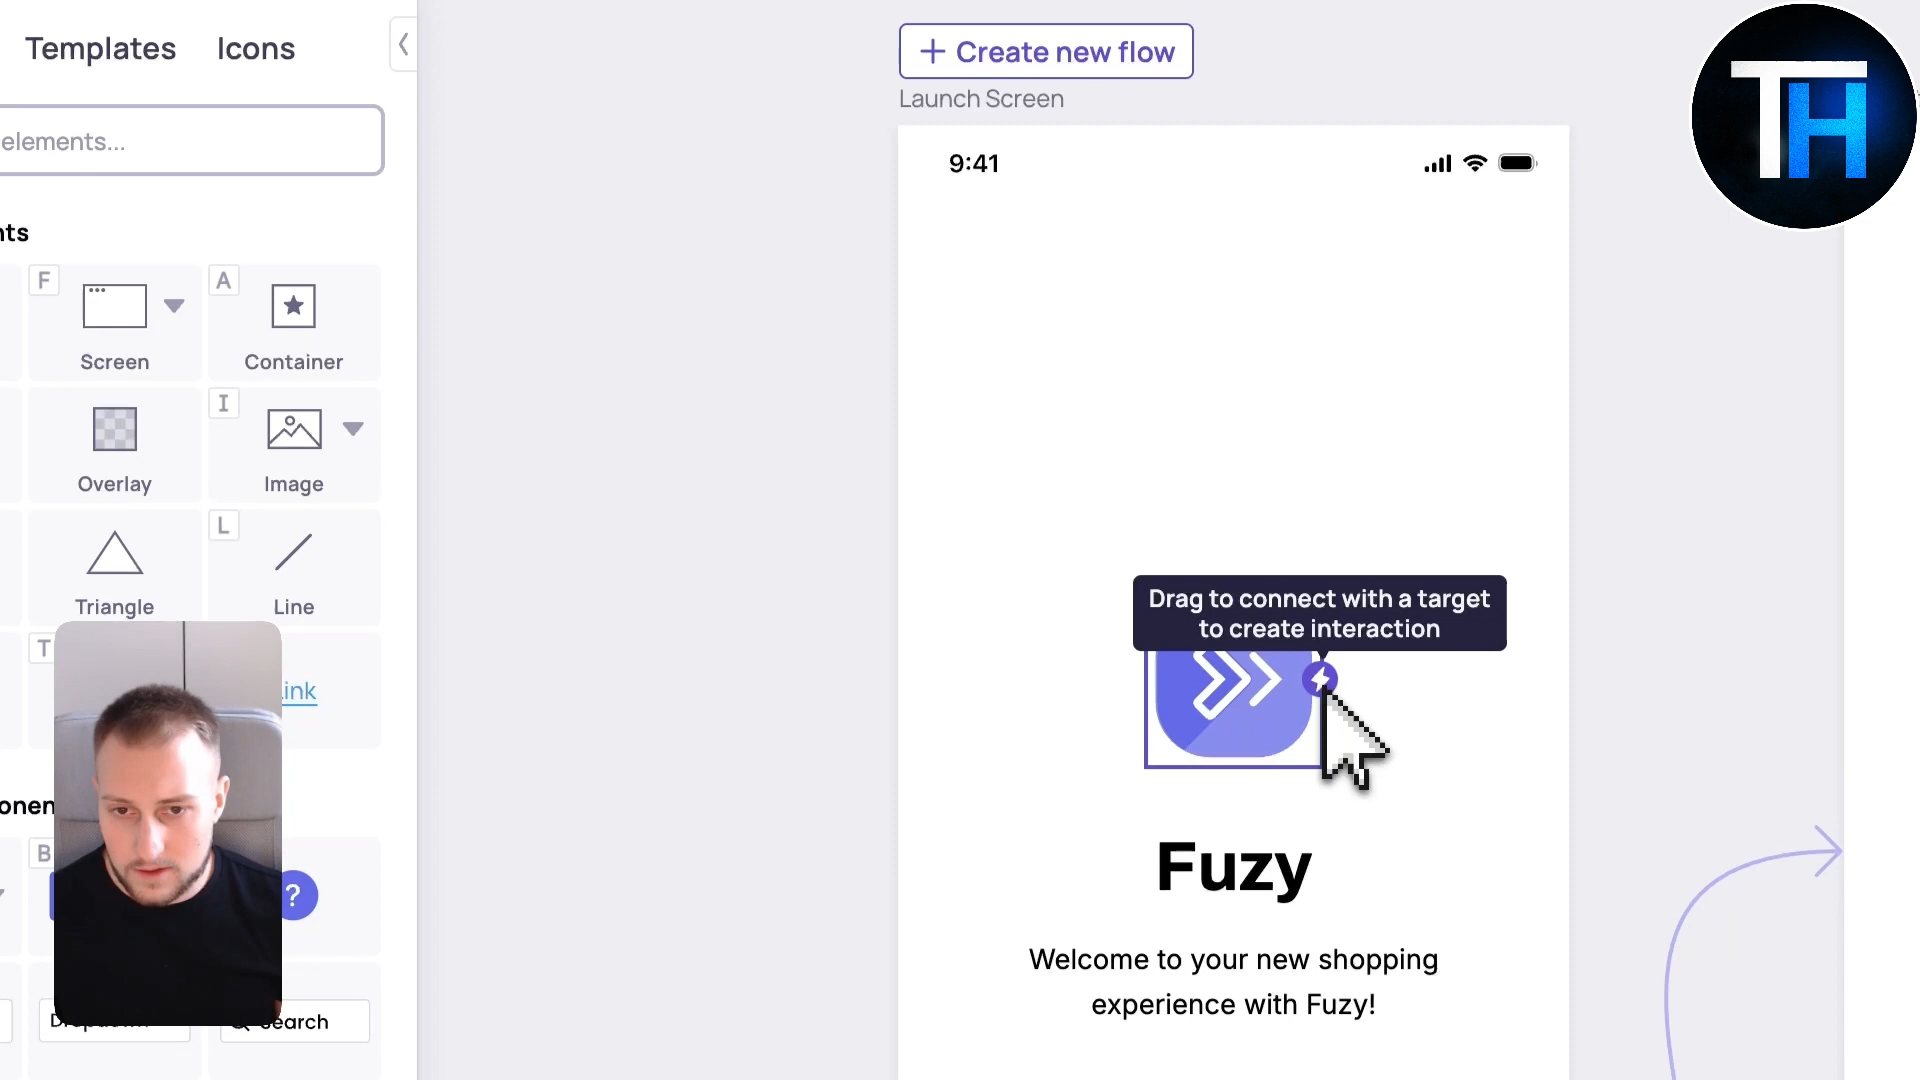 Templates
Icons
+ Create new flow
Launch Screen
TH
elements...
9:41
nts
F
Screen
A
Container
Overlay
I
Image
Triangle
L
Line
Drag to connect with a target
to create interaction
T
ink
onen
B
?
Fuzy
Welcome to your new shopping
experience with Fuzy!
earch